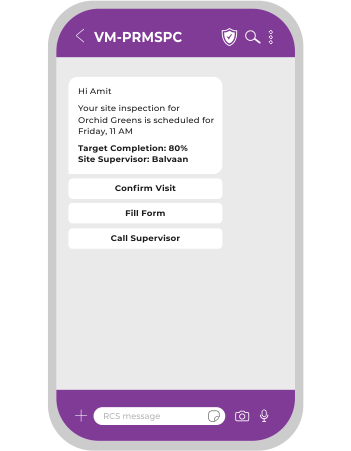 VM-PRMSPC
Hi Amit
Your site inspection for
Orchid Greens is scheduled for
Friday, 11 AM
Target Completion: 80%
Site Supervisor: Balvaan
Confirm Visit
Fill Form
Call Supervisor
RCS message